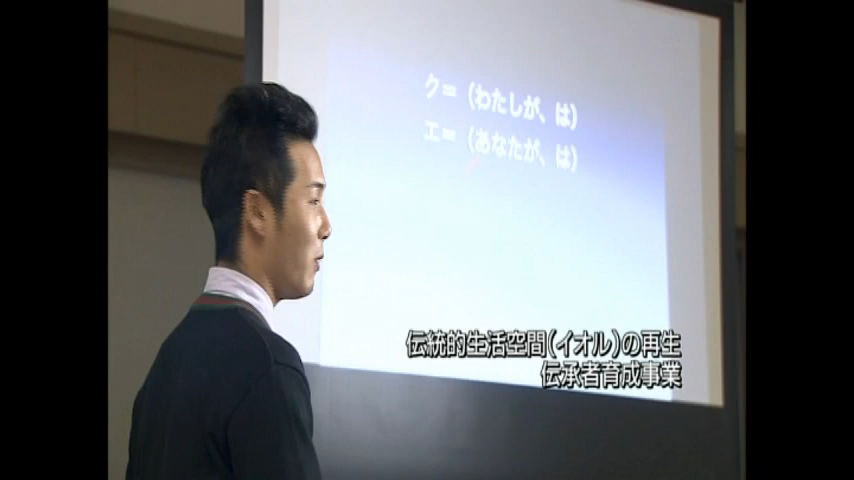 ク=（わたしが、は）
エ=（あなたが、は）
伝統的生活空間（イオル）の再生
伝承者育成事業